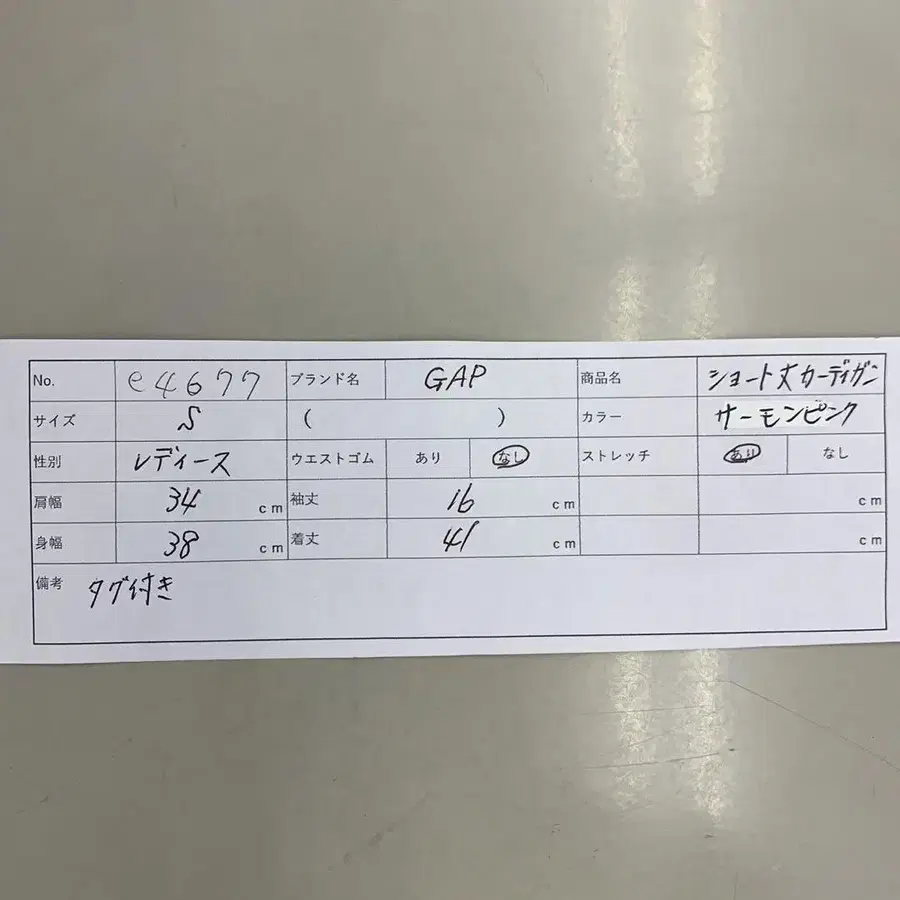 No. e4677 ブランド名 GAP 商品名 ショート丈カーディガン
サイズ S ( ) カラー サーモンピンク
性別 レディース ウエストゴム あり なし ストレッチ あり なし
肩幅 34 cm 袖丈 16 cm cm
身幅 38 cm 着丈 41 cm cm
備考 タグ付き